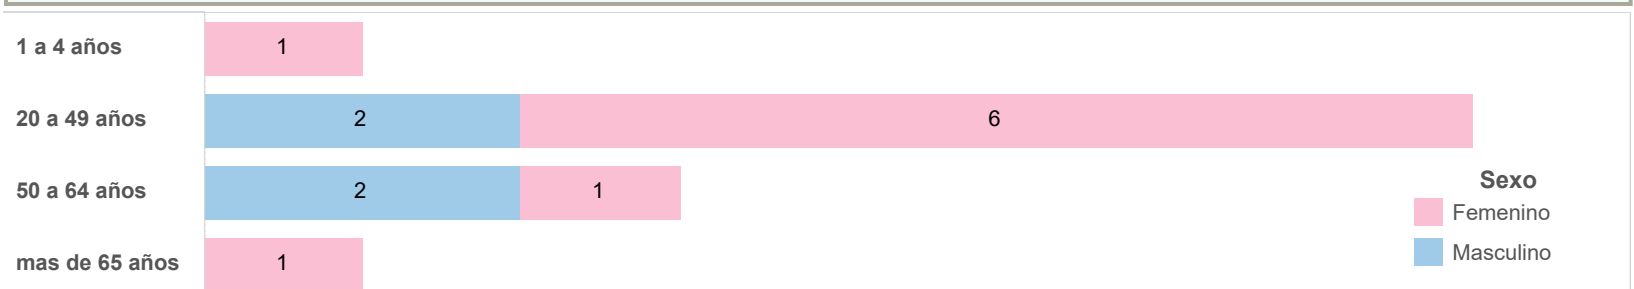 1 a 4 años
1
20 a 49 años
2
6
50 a 64 años
2
1
mas de 65 años
1
Sexo
Femenino
Masculino